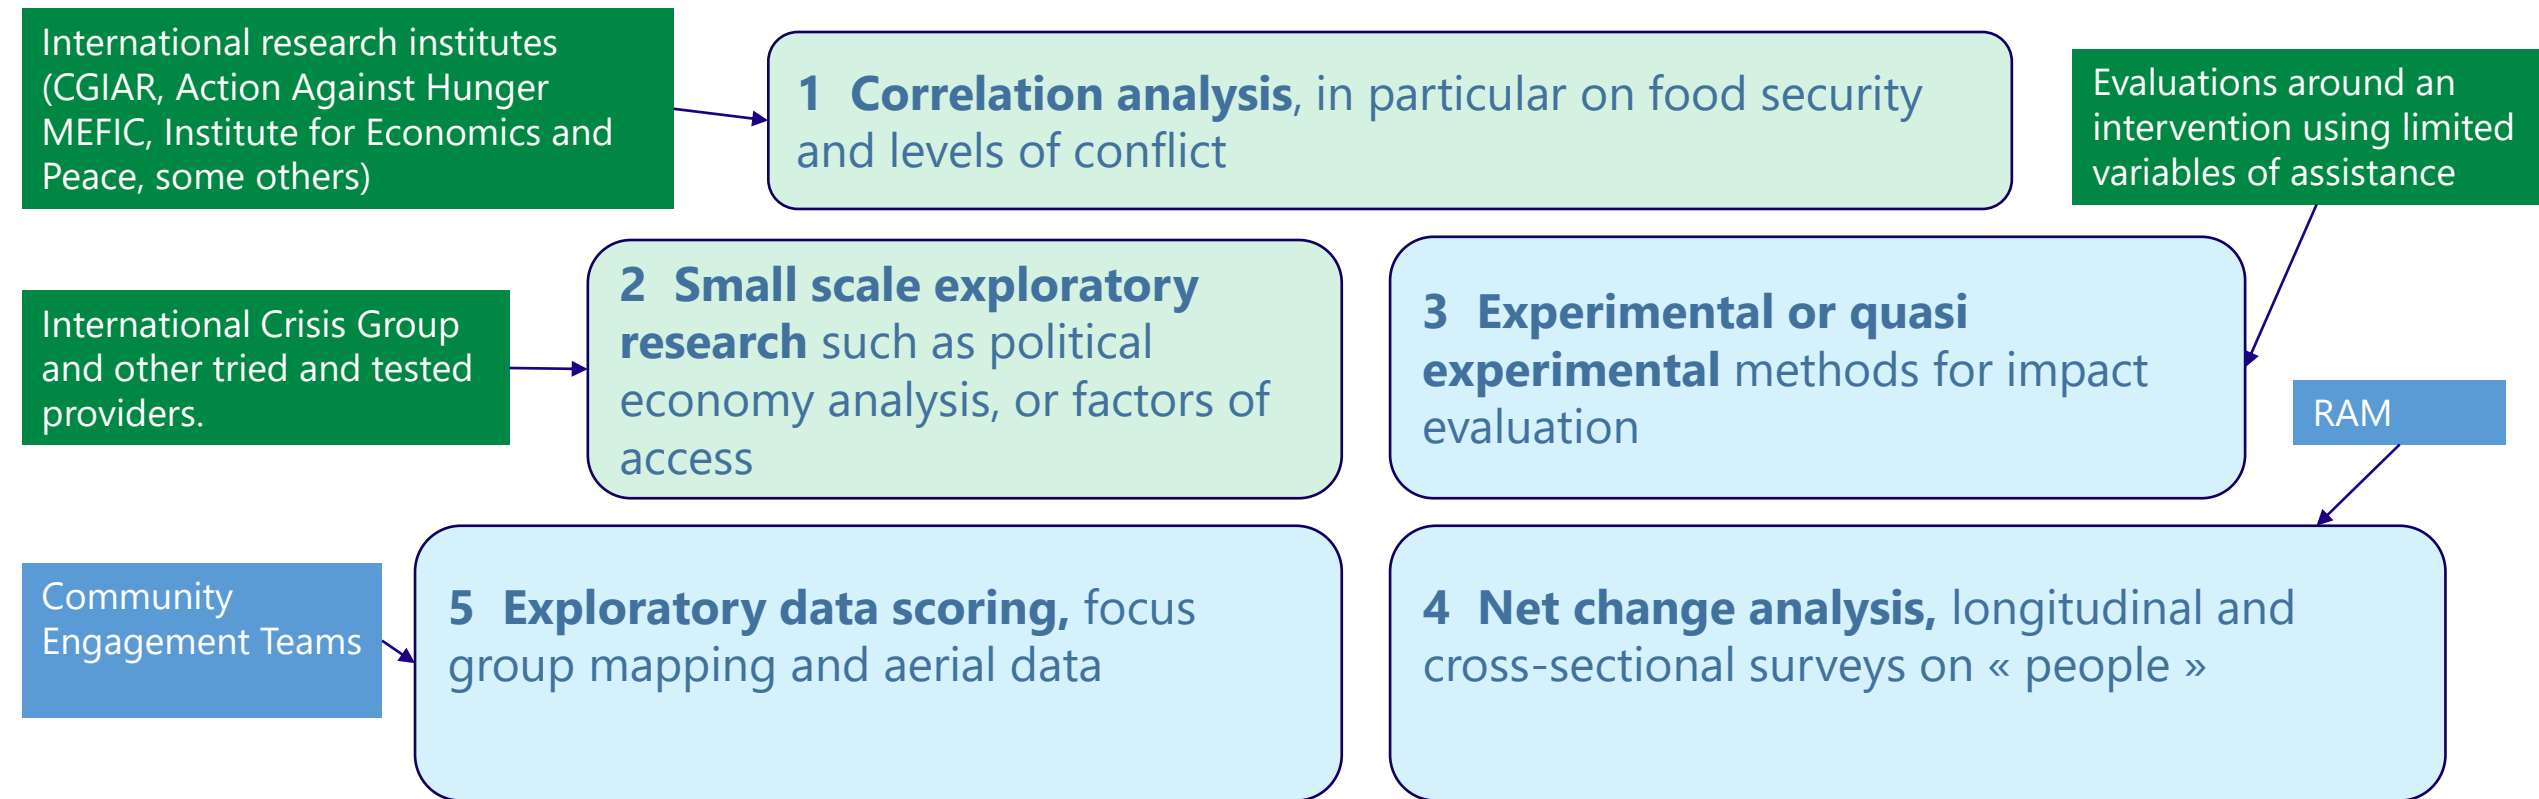 International research institutes
(CGIAR, Action Against Hunger
MEFIC, Institute for Economics and
Peace, some others)
1 Correlation analysis, in particular on food security
and levels of conflict
Evaluations around an
intervention using limited
variables of assistance
International Crisis Group
and other tried and tested
providers.
2 Small scale exploratory
research such as political
economy analysis, or factors of
access
3 Experimental or quasi
experimental methods for impact
evaluation
RAM
Community
Engagement Teams
5 Exploratory data scoring, focus
group mapping and aerial data
4 Net change analysis, longitudinal and
cross-sectional surveys on « people »